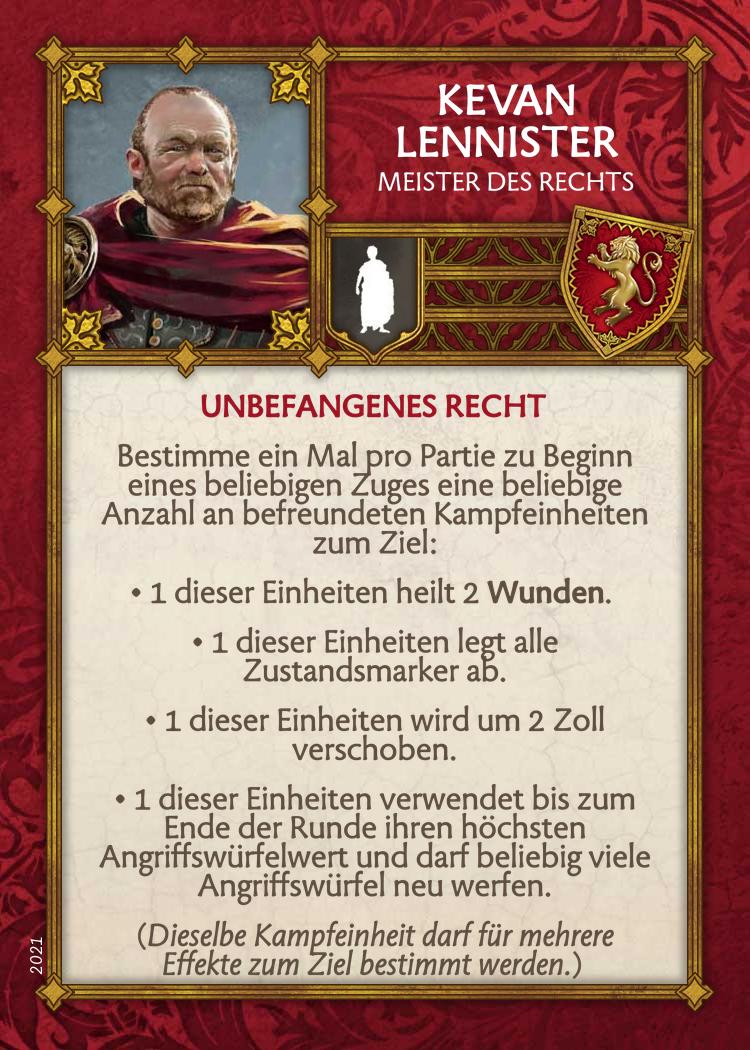 KEVAN
LENNISTER
MEISTER DES RECHTS
UNBEFANGENES RECHT
Bestimme ein Mal pro Partie zu Beginn
eines beliebigen Zuges eine beliebige
Anzahl an befreundeten Kampfeinheiten
zum Ziel:
• 1 dieser Einheiten heilt 2 Wunden.
• 1 dieser Einheiten legt alle
Zustandsmarker ab.
• 1 dieser Einheiten wird um 2 Zoll
verschoben.
• 1 dieser Einheiten verwendet bis zum
Ende der Runde ihren höchsten
Angriffswürfelwert und darf beliebig viele
Angriffswürfel neu werfen.
(Dieselbe Kampfeinheit darf für mehrere
Effekte zum Ziel bestimmt werden.)
2021